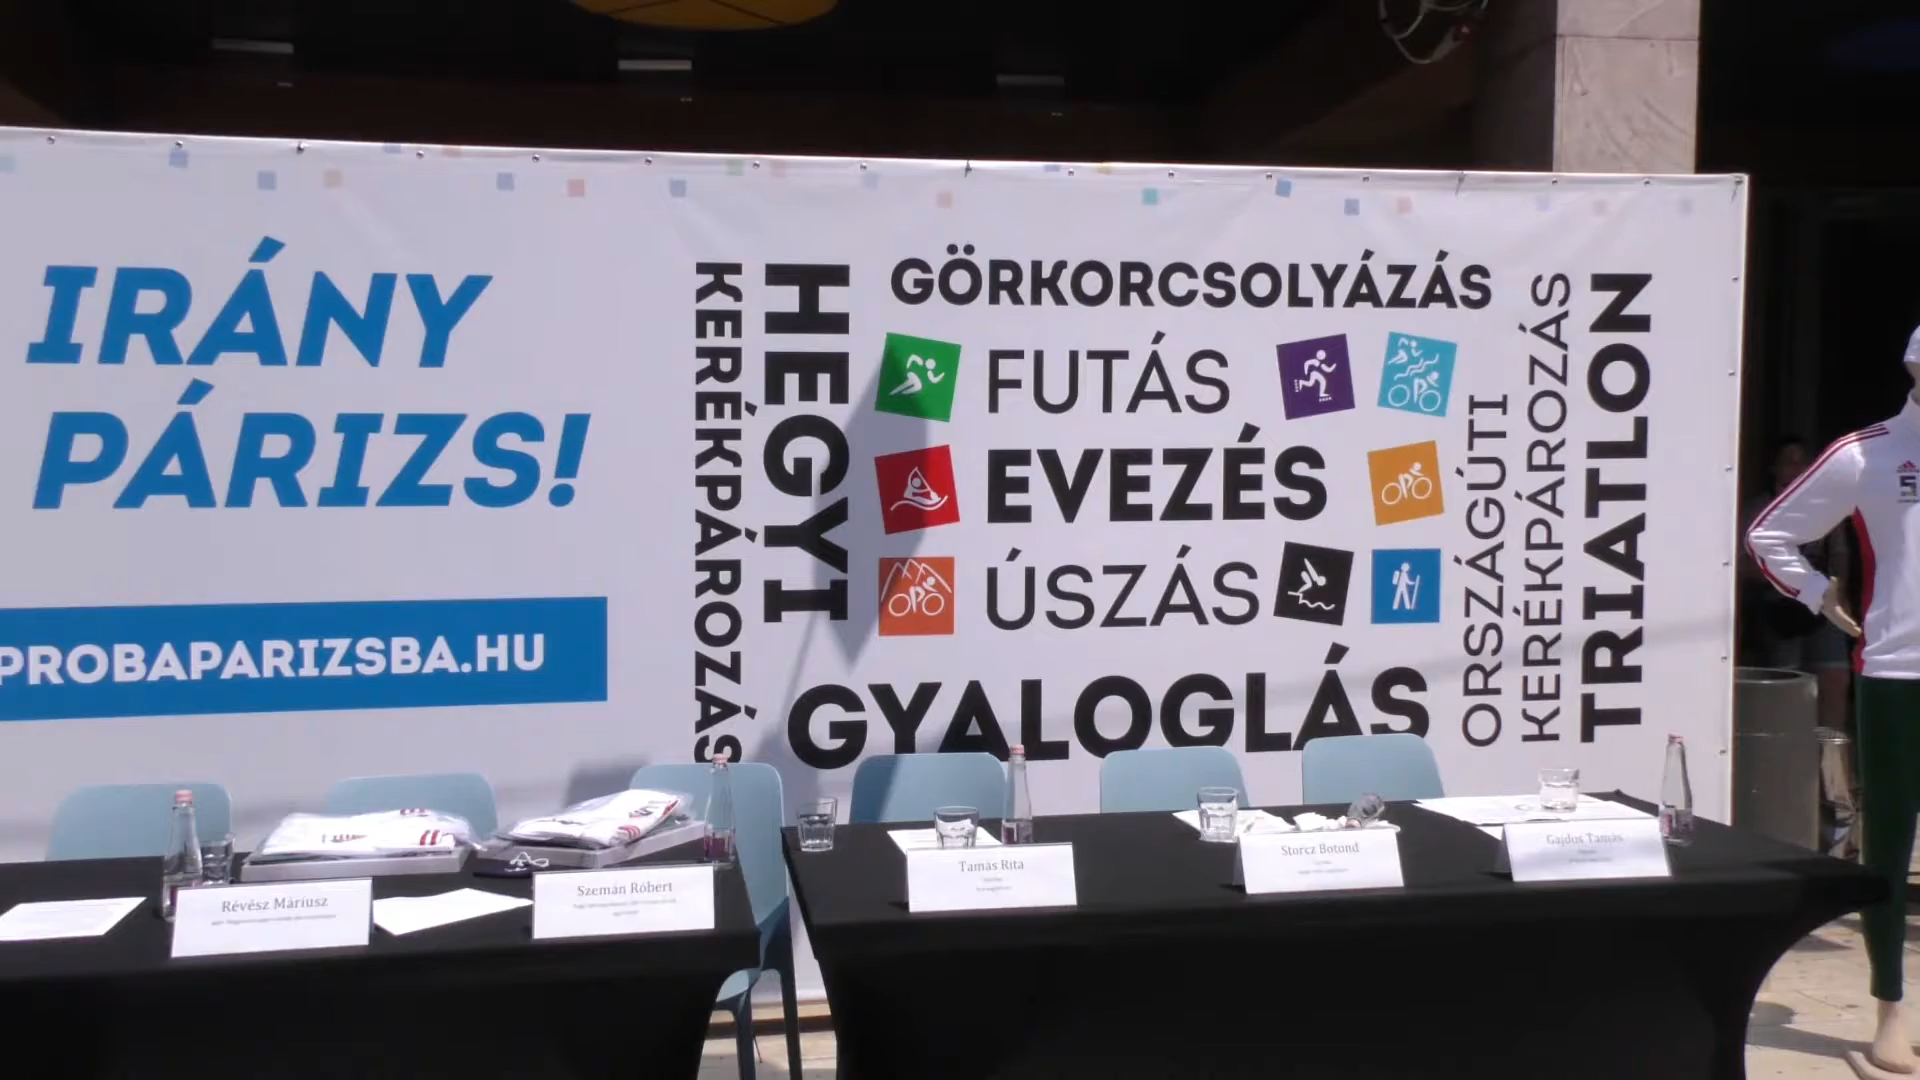 IRÁNY
PÁRIZS!
PROBAPARIZSBA.HU
KERÉKPÁROZÁS
HEGYI
GÖRKORCSOLYÁZÁS
FUTÁS
EVEZÉS
ÚSZÁS
GYALOGLÁS
ORSZÁGÚTI
KERÉKPÁROZÁS
TRIATLON
Révész Máriusz
Szemán Róbert
Tamás Rita
Storcz Botond
Gajdos Tamás